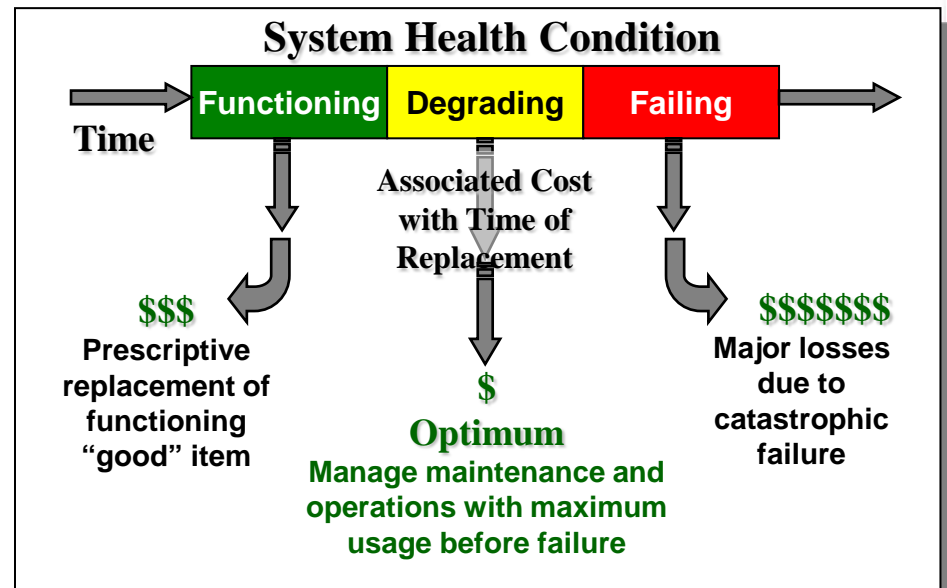 System Health Condition
Functioning
Degrading
Failing
Time
Associated Cost
with Time of
Replacement
$$$
Prescriptive
replacement of
functioning
“good” item
$
Optimum
Manage maintenance and
operations with maximum
usage before failure
$$$$$$$
Major losses
due to
catastrophic
failure